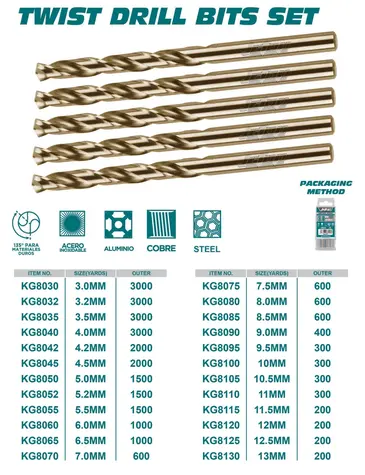 TWIST DRILL BITS SET
PACKAGING
METHOD
135° PARA
MATERIALES
DUROS
ACERO
INOXIDABLE
ALUMINIO
COBRE
STEEL
ITEM NO. SIZE(YARDS) OUTER
KG8030 3.0MM 3000
KG8032 3.2MM 3000
KG8035 3.5MM 3000
KG8040 4.0MM 3000
KG8042 4.2MM 2000
KG8045 4.5MM 2000
KG8050 5.0MM 1500
KG8052 5.2MM 1500
KG8055 5.5MM 1500
KG8060 6.0MM 1000
KG8065 6.5MM 1000
KG8070 7.0MM 600
ITEM NO. SIZE(YARDS) OUTER
KG8075 7.5MM 600
KG8080 8.0MM 600
KG8085 8.5MM 600
KG8090 9.0MM 400
KG8095 9.5MM 300
KG8100 10MM 300
KG8105 10.5MM 300
KG8110 11MM 300
KG8115 11.5MM 200
KG8120 12MM 200
KG8125 12.5MM 200
KG8130 13MM 200